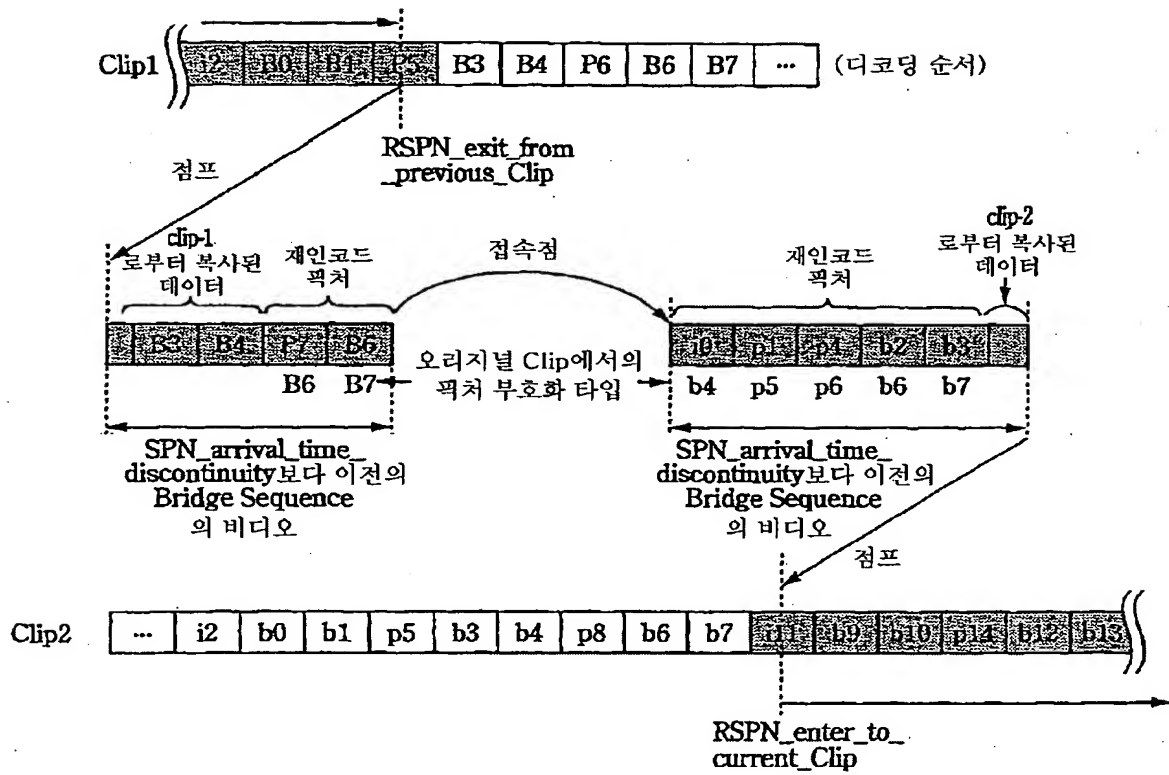 Clip1 i2 B0 B1 P5 B3 B4 P6 B6 B7 ... (디코딩 순서)
RSPN_exit_from
_previous_Clip
점프
clip-1
로부터 복사된
데이터
재인코드
픽처
접속점
재인코드
픽처
clip-2
로부터 복사된
데이터
B3 B4 P7 B6
B6 B7
오리지널 Clip에서의
픽처 부호화 타입
i0 p1 p4 b2 b3
b4 p5 p6 b6 b7
SPN_arrival_time_
discontinuity보다 이전의
Bridge Sequence
의 비디오
SPN_arrival_time_
discontinuity보다 이전의
Bridge Sequence
의 비디오
점프
Clip2 ... i2 b0 b1 p5 b3 b4 p8 b6 b7 i11 b9 b10 p14 b12 b13
RSPN_enter_to_
current_Clip